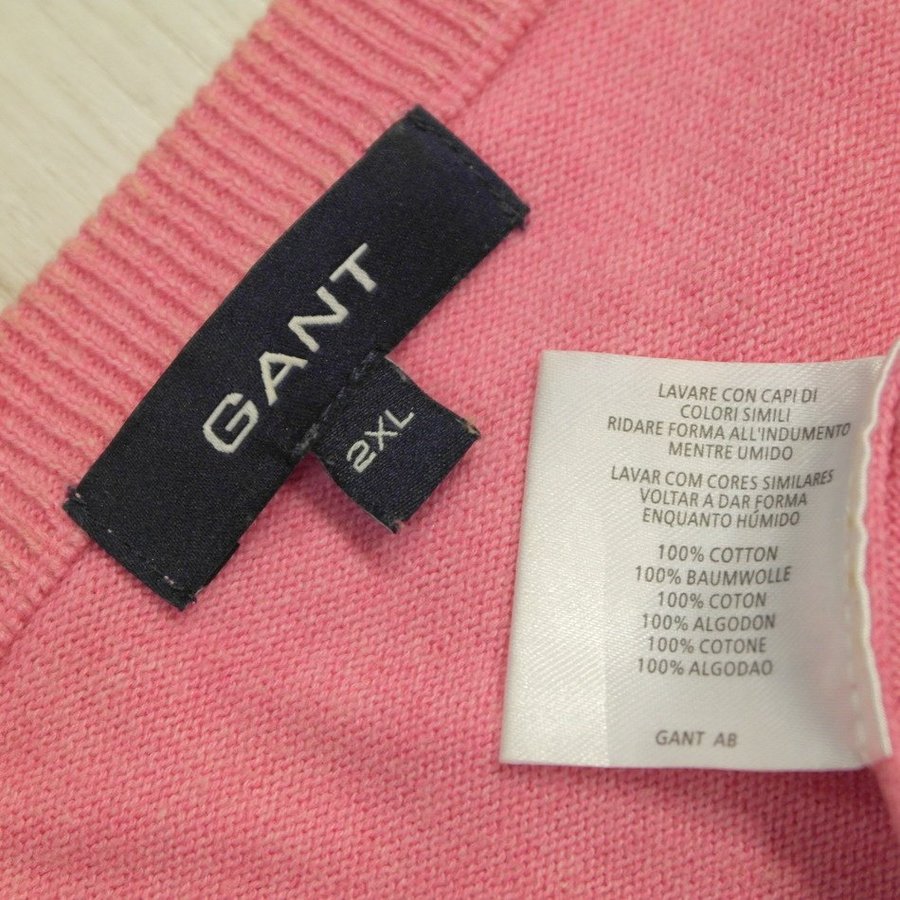 GANT
2XL
LAVARE CON CAPI DI
COLORI SIMILI
RIDARE FORMA ALL'INDUMENTO
MENTRE UMIDO
LAVAR COM CORES SIMILARES
VOLTAR A DAR FORMA
ENQUANTO HÚMIDO
100% COTTON
100% BAUMWOLLE
100% COTON
100% ALGODON
100% COTONE
100% ALGODAO
GANT AB